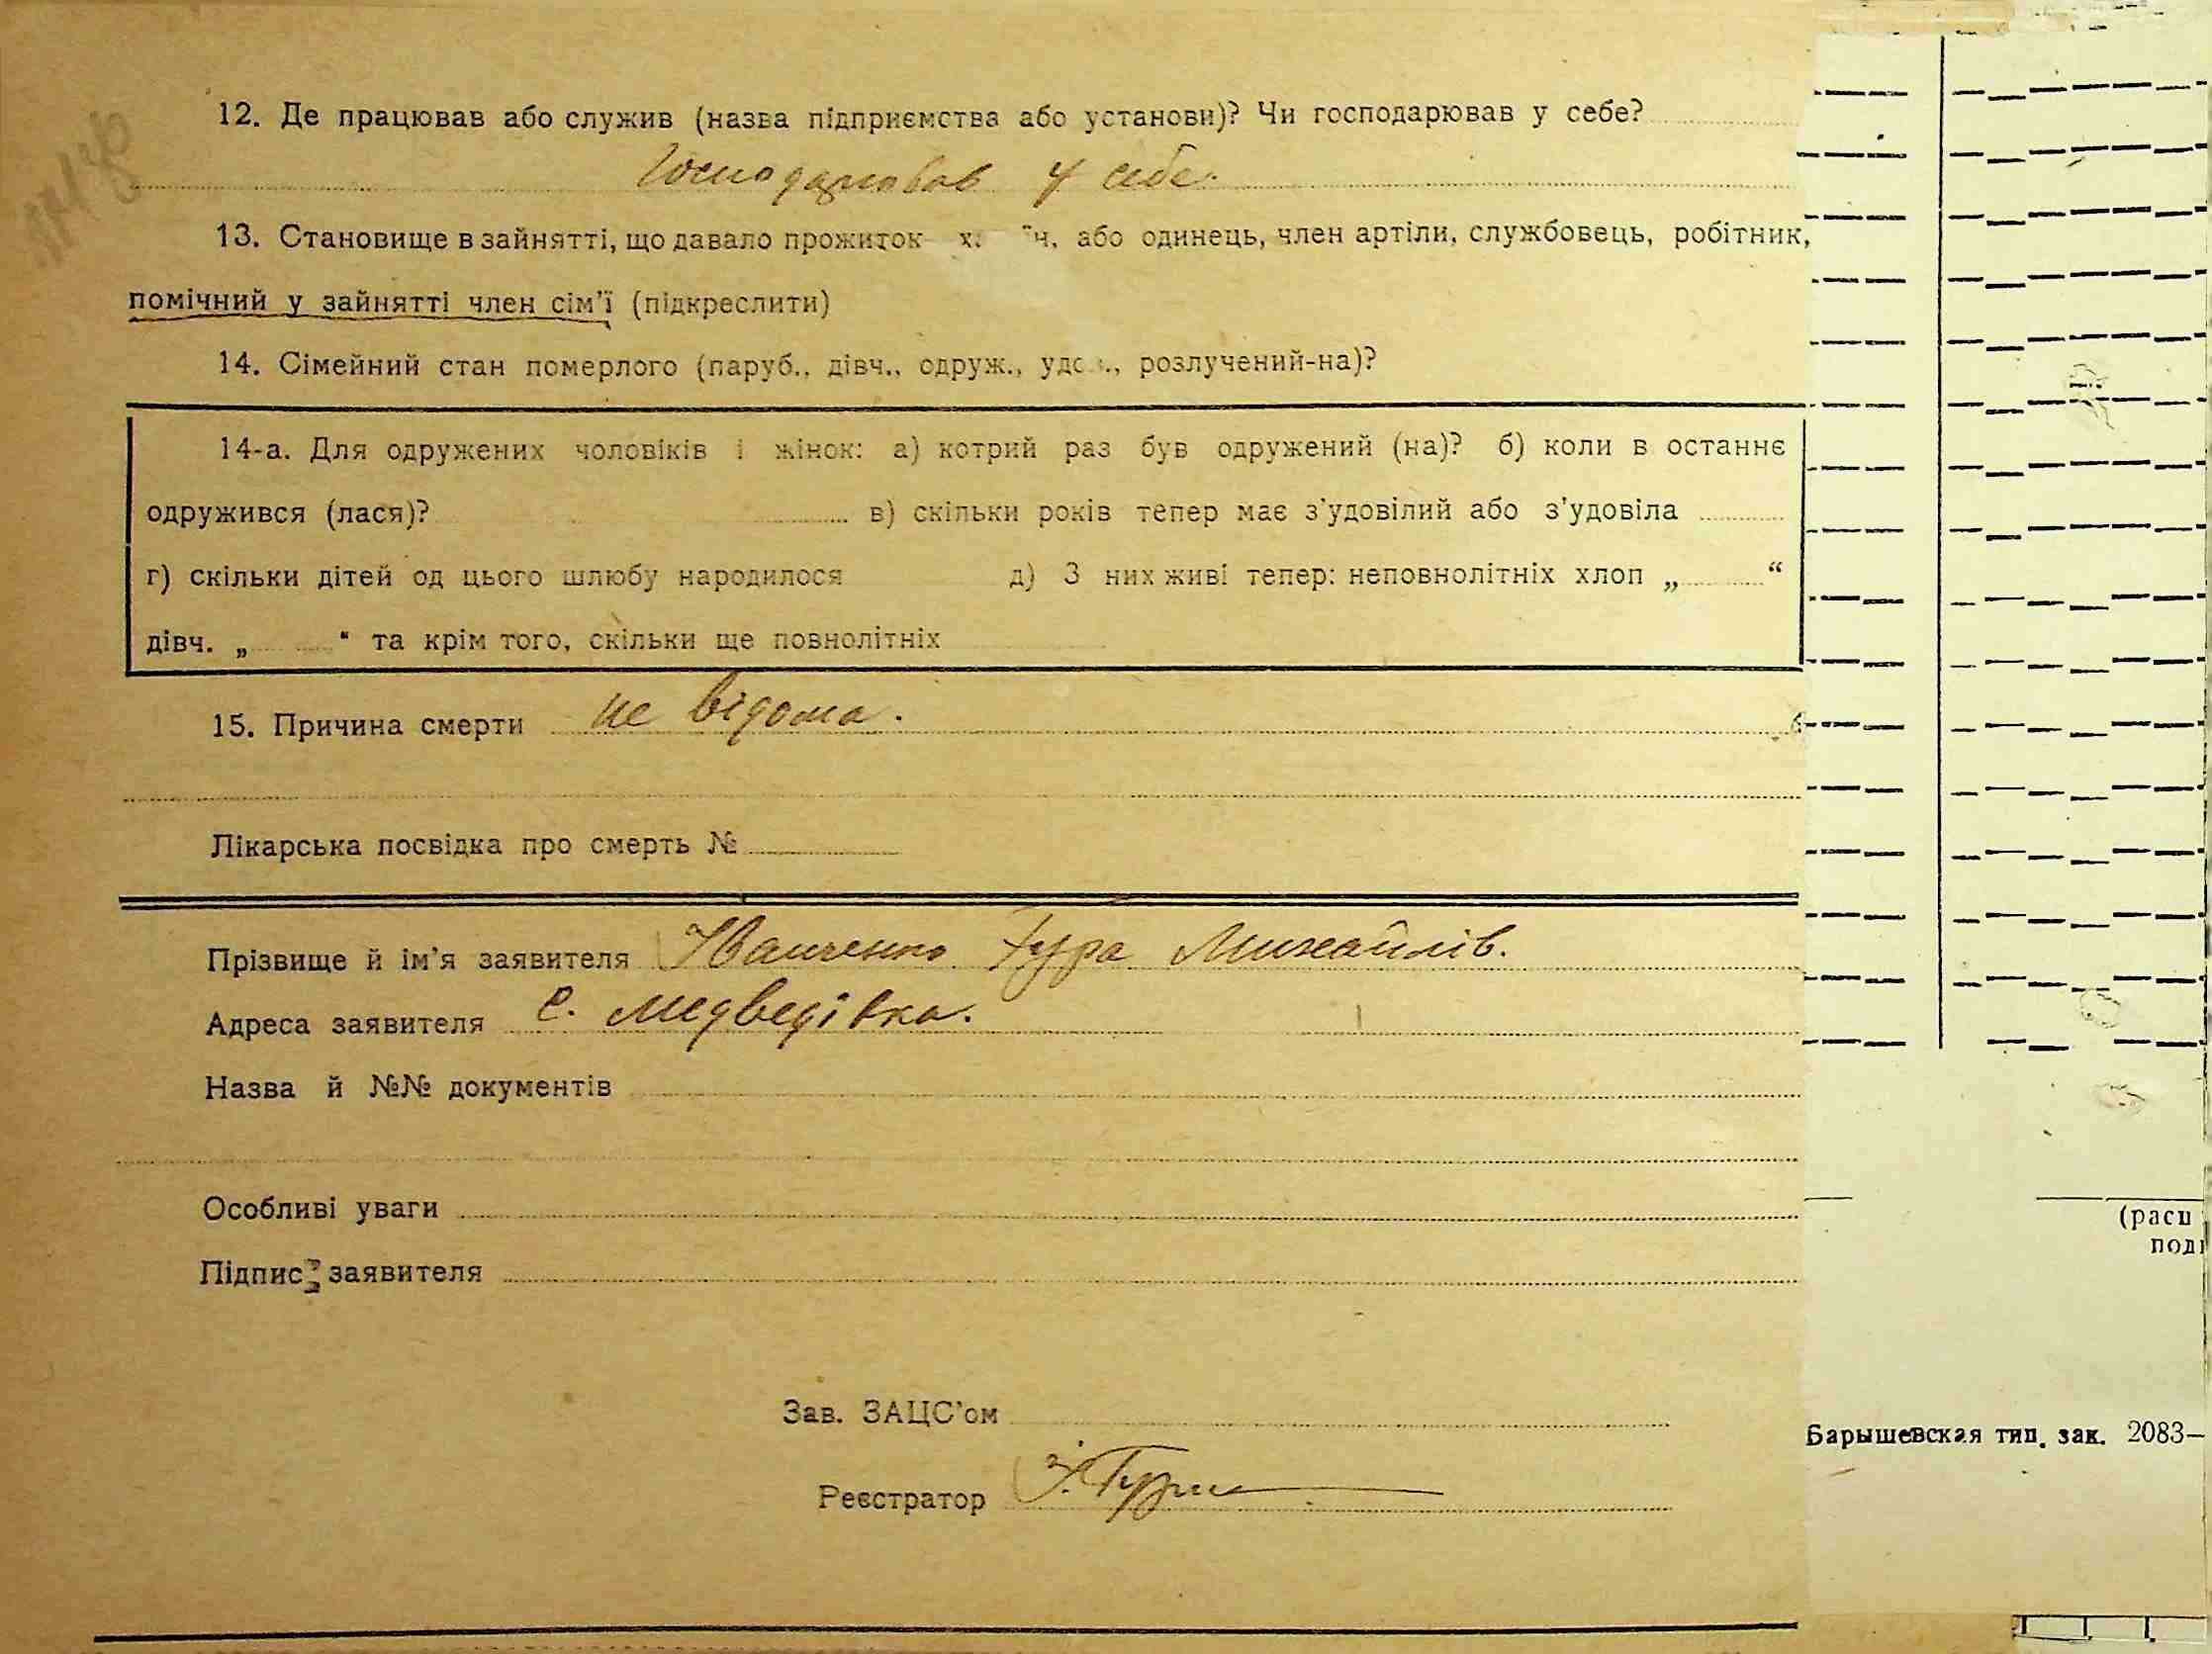 12. Де працював або служив (назва підприємства або установи)? Чи господарював у себе?
Господарював у себе.
13. Становище в зайнятті, що давало прожиток або одинець, член артіли, службовець, робітник,
помічний у зайнятті член сім'ї (підкреслити)
14. Сімейний стан померлого (паруб., дівч., одруж., розлучений-на)?
14-а. Для одружених чоловіків і жінок: а) котрий раз був одружений (на)? б) коли в останнє
одружився (лася)? в) скільки років тепер має з'удовілий або з'удовіла
г) скільки дітей од цього шлюбу народилося д) З них живі тепер: неповнолітніх хлоп „ “
дівч. „ “ та крім того, скільки ще повнолітніх
15. Причина смерти не відома.
Лікарська посвідка про смерть №
Прізвище й ім'я заявителя Иванченко Михайлів.
Адреса заявителя с. Медведівка.
Назва й №№ документів
Особливі уваги
Підпис заявителя
Зав. ЗАЦС'ом
Реєстратор
(расп
под
Барышевская тип. зак. 2083—